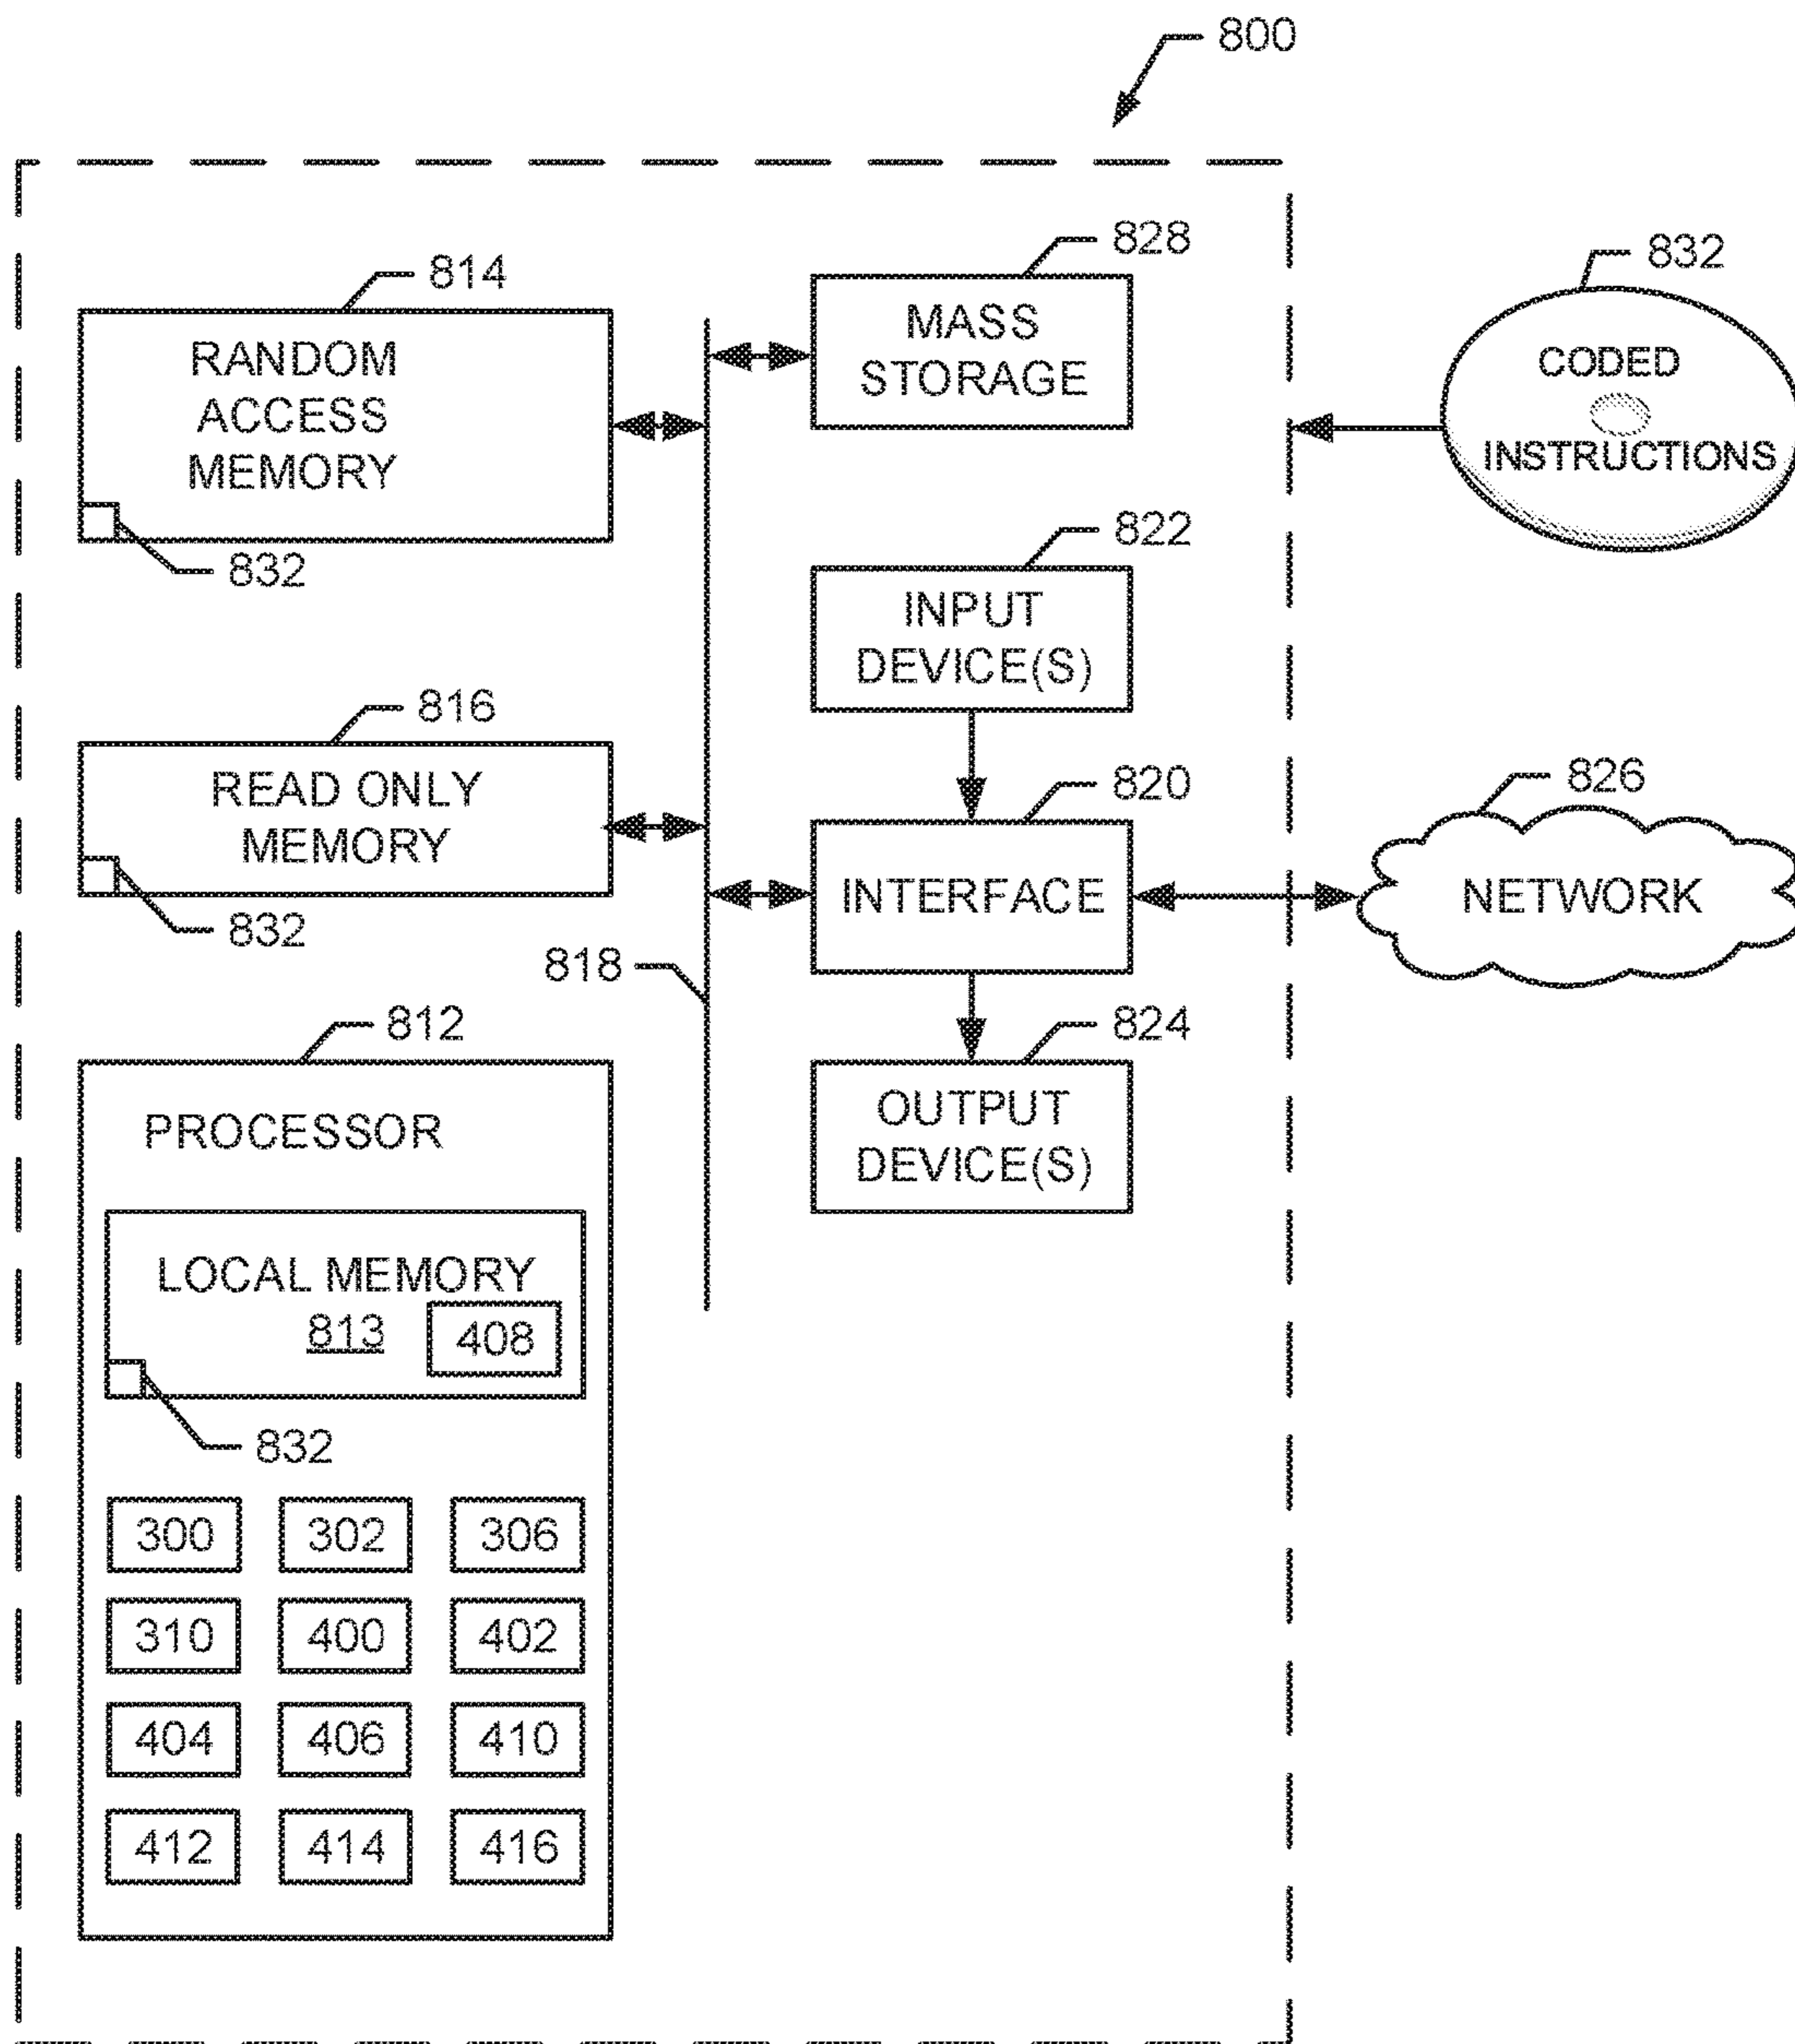 800
814
RANDOM
ACCESS
MEMORY
832
828
MASS
STORAGE
832
CODED
INSTRUCTIONS
822
INPUT
DEVICE(S)
816
READ ONLY
MEMORY
832
820
INTERFACE
826
NETWORK
818
812
PROCESSOR
LOCAL MEMORY
813
408
832
824
OUTPUT
DEVICE(S)
300 302 306
310 400 402
404 406 410
412 414 416